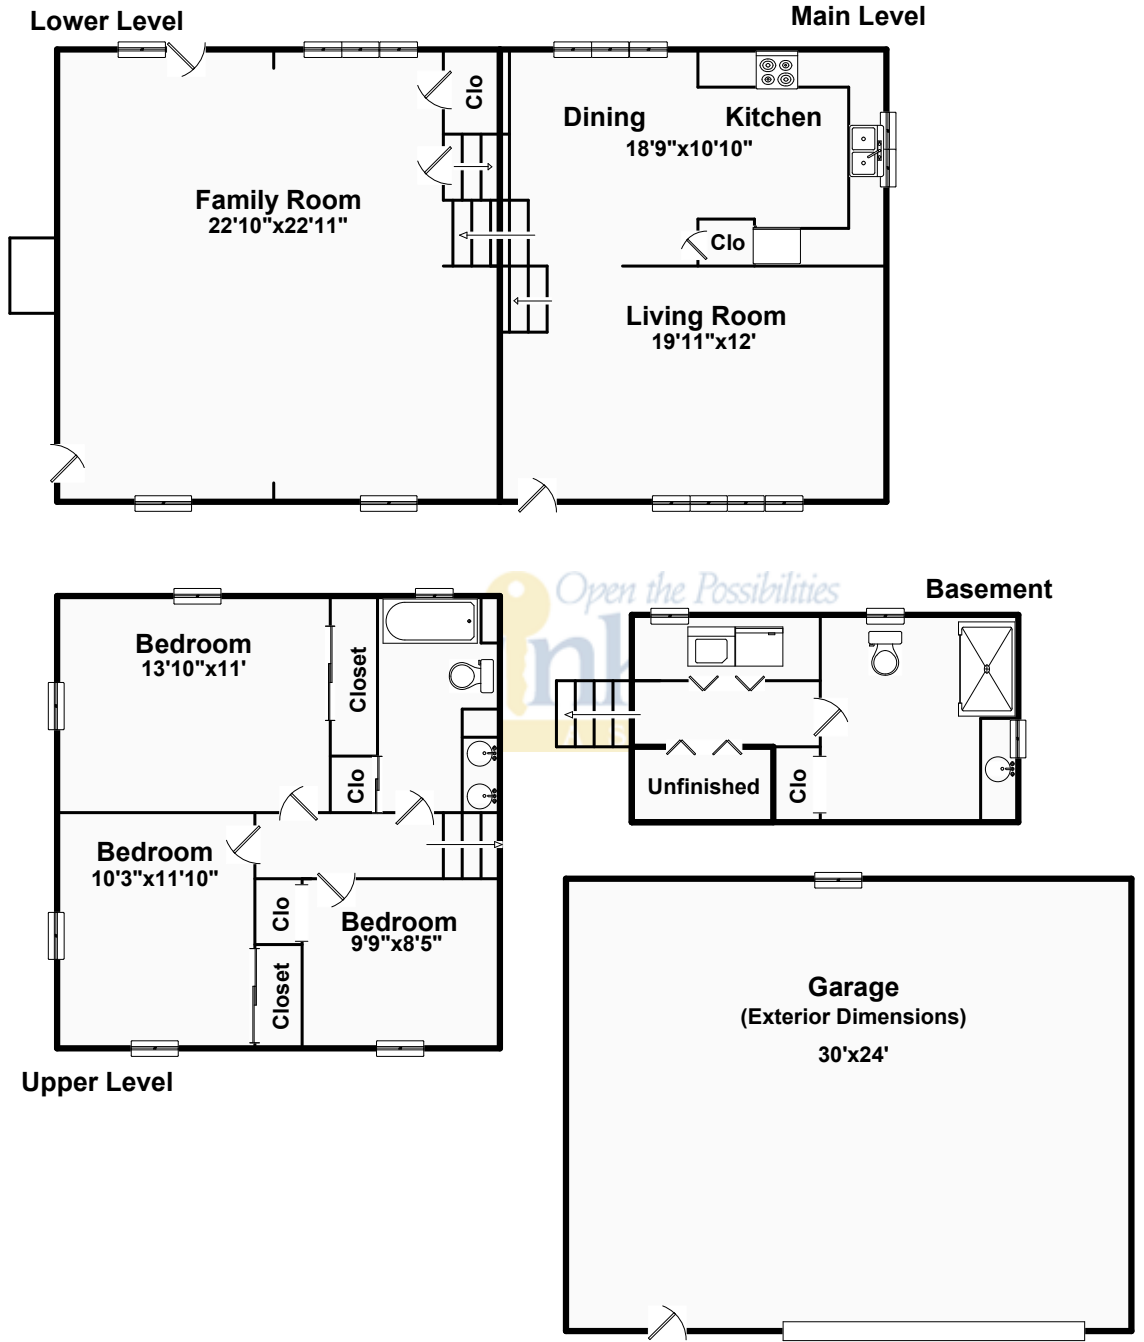 Lower Level
Main Level
Clo
Dining
Kitchen
18'9"x10'10"
Family Room
22'10"x22'11"
Clo
Living Room
19'11"x12'
Open the Possibilities
Basement
Bedroom
13'10"x11'
Closet
Clo
Unfinished
Clo
Bedroom
10'3"x11'10"
Clo
Bedroom
9'9"x8'5"
Closet
Upper Level
Garage
(Exterior Dimensions)
30'x24'